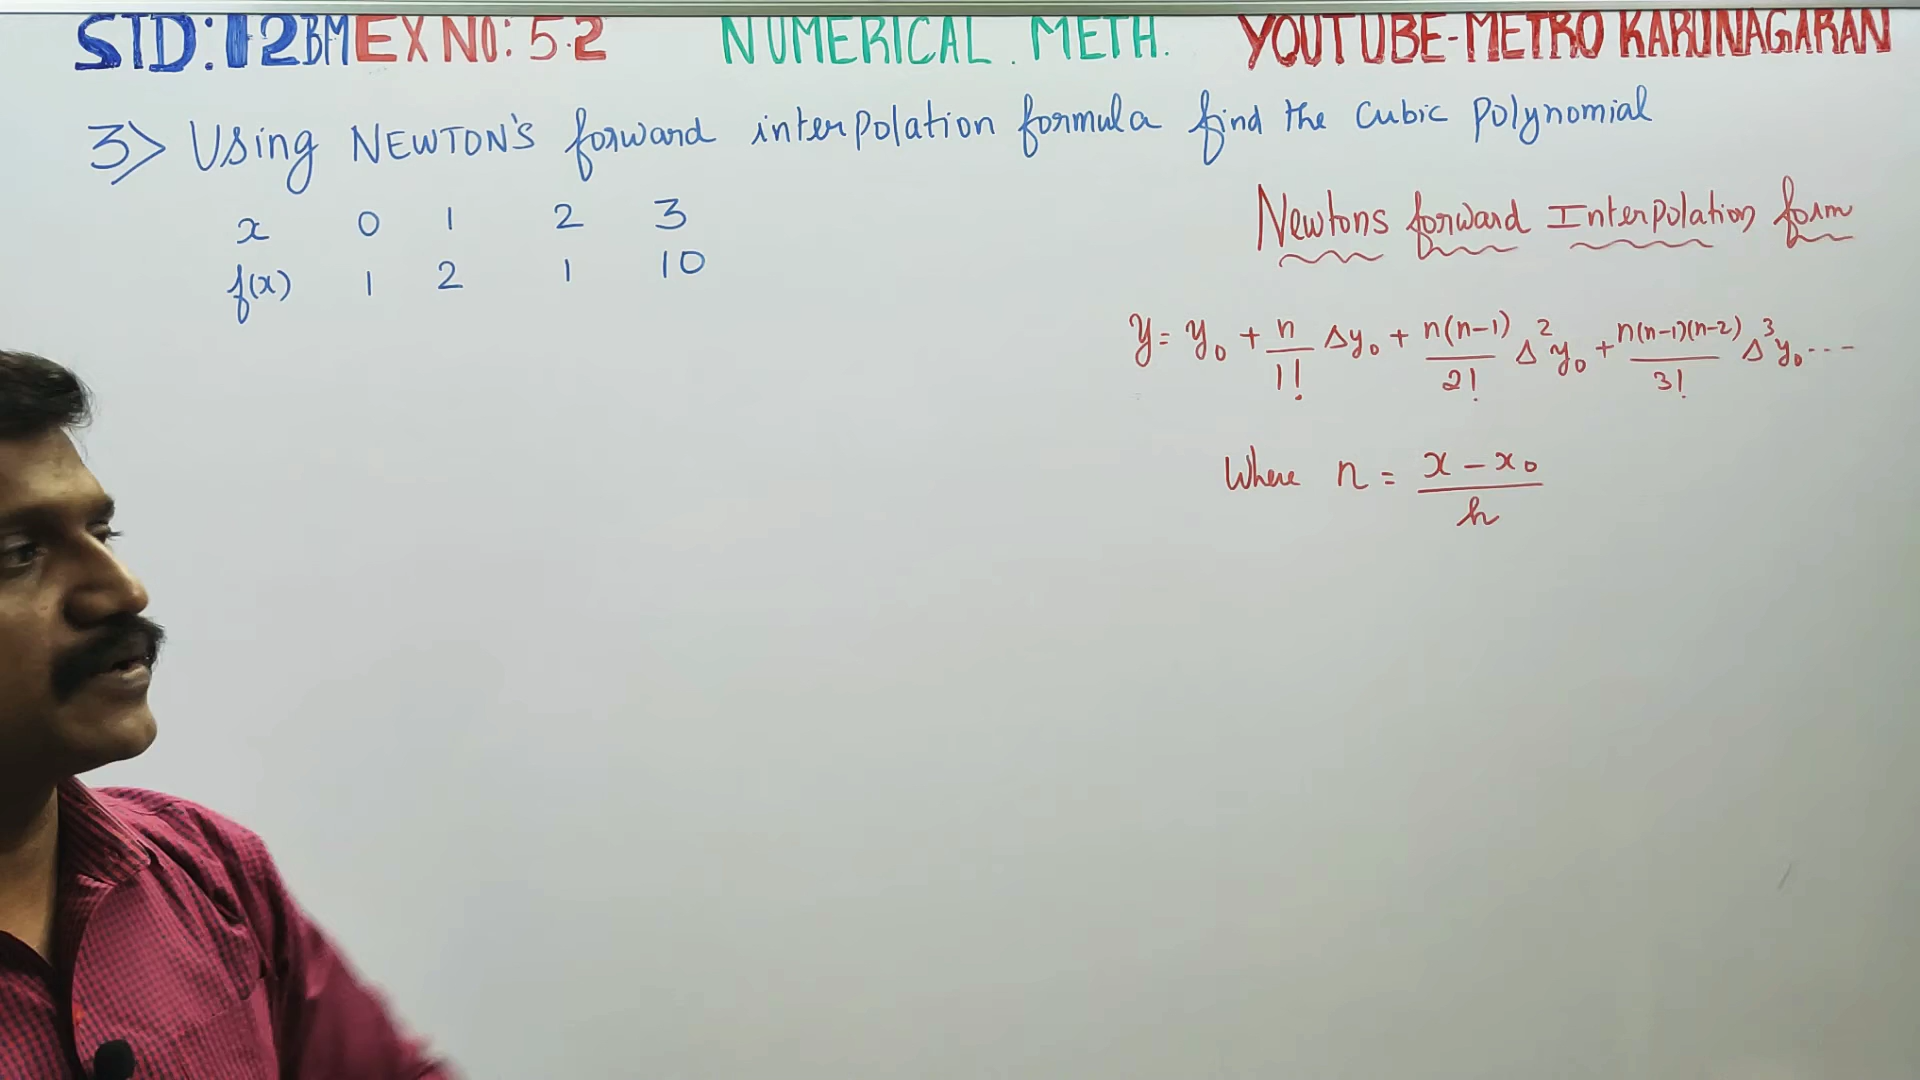 STD: 12 BM EX NO: 5.2 NUMERICAL. METH. YOUTUBE-METRO KARUNAGARAN
3> Using NEWTON'S forward interpolation formula find the cubic polynomial
x 0 1 2 3
f(x) 1 2 1 10
Newtons forward Interpolation form
y = y₀ + n/1! Δy₀ + n(n-1)/2! Δ²y₀ + n(n-1)(n-2)/3! Δ³y₀ ---
Where n = x - x₀/h